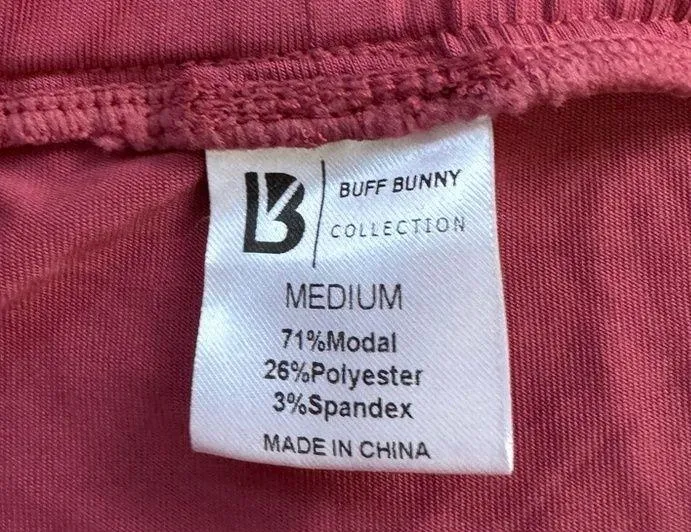 B
BUFF BUNNY
COLLECTION
MEDIUM
71%Modal
26%Polyester
3%Spandex
MADE IN CHINA